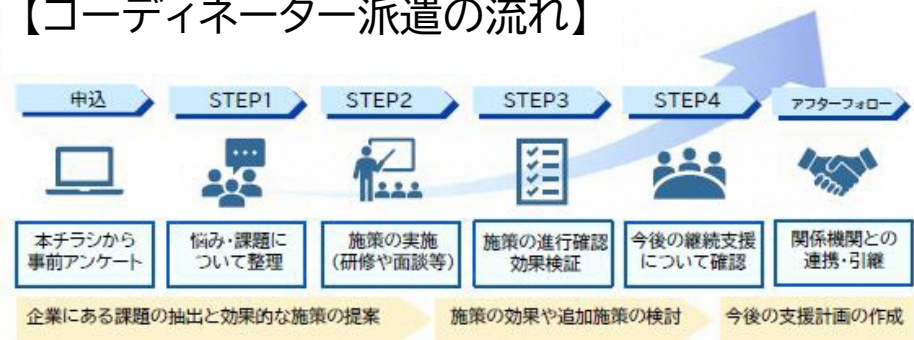 【コーディネーター派遣の流れ】
申込
STEP1
STEP2
STEP3
STEP4
アフターフォロー
本チラシから
事前アンケート
悩み・課題に
ついて整理
施策の実施
(研修や面談等)
施策の進行確認
効果検証
今後の継続支援
について確認
関係機関との
連携・引継
企業にある課題の抽出と効果的な施策の提案
施策の効果や追加施策の検討
今後の支援計画の作成